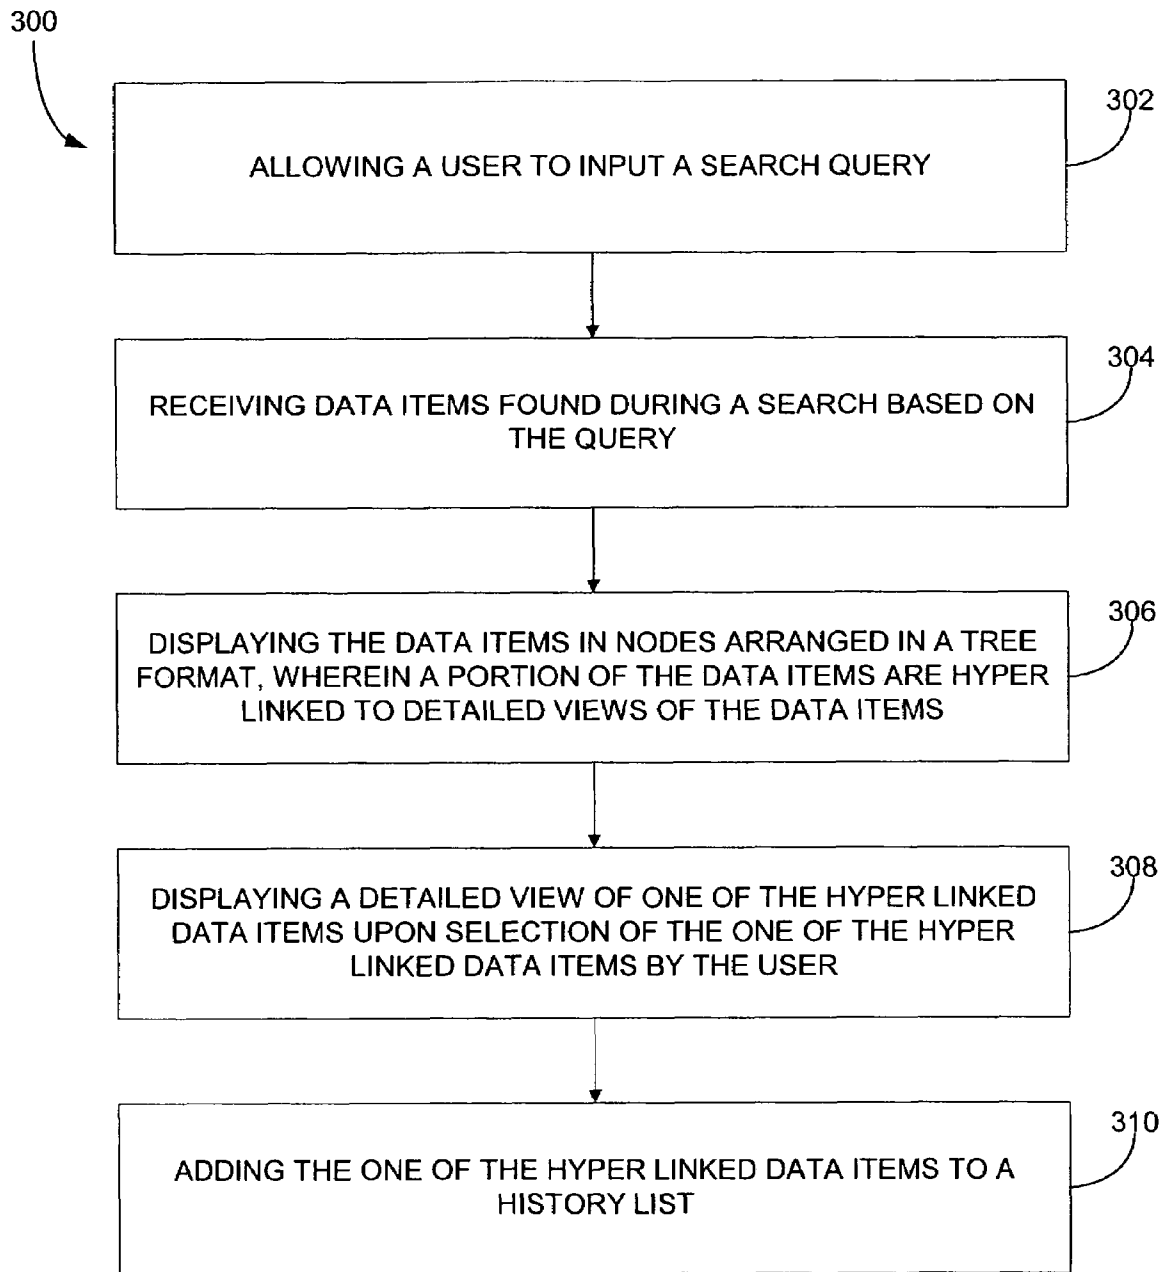 300
302
ALLOWING A USER TO INPUT A SEARCH QUERY
304
RECEIVING DATA ITEMS FOUND DURING A SEARCH BASED ON
THE QUERY
306
DISPLAYING THE DATA ITEMS IN NODES ARRANGED IN A TREE
FORMAT, WHEREIN A PORTION OF THE DATA ITEMS ARE HYPER
LINKED TO DETAILED VIEWS OF THE DATA ITEMS
308
DISPLAYING A DETAILED VIEW OF ONE OF THE HYPER LINKED
DATA ITEMS UPON SELECTION OF THE ONE OF THE HYPER
LINKED DATA ITEMS BY THE USER
310
ADDING THE ONE OF THE HYPER LINKED DATA ITEMS TO A
HISTORY LIST